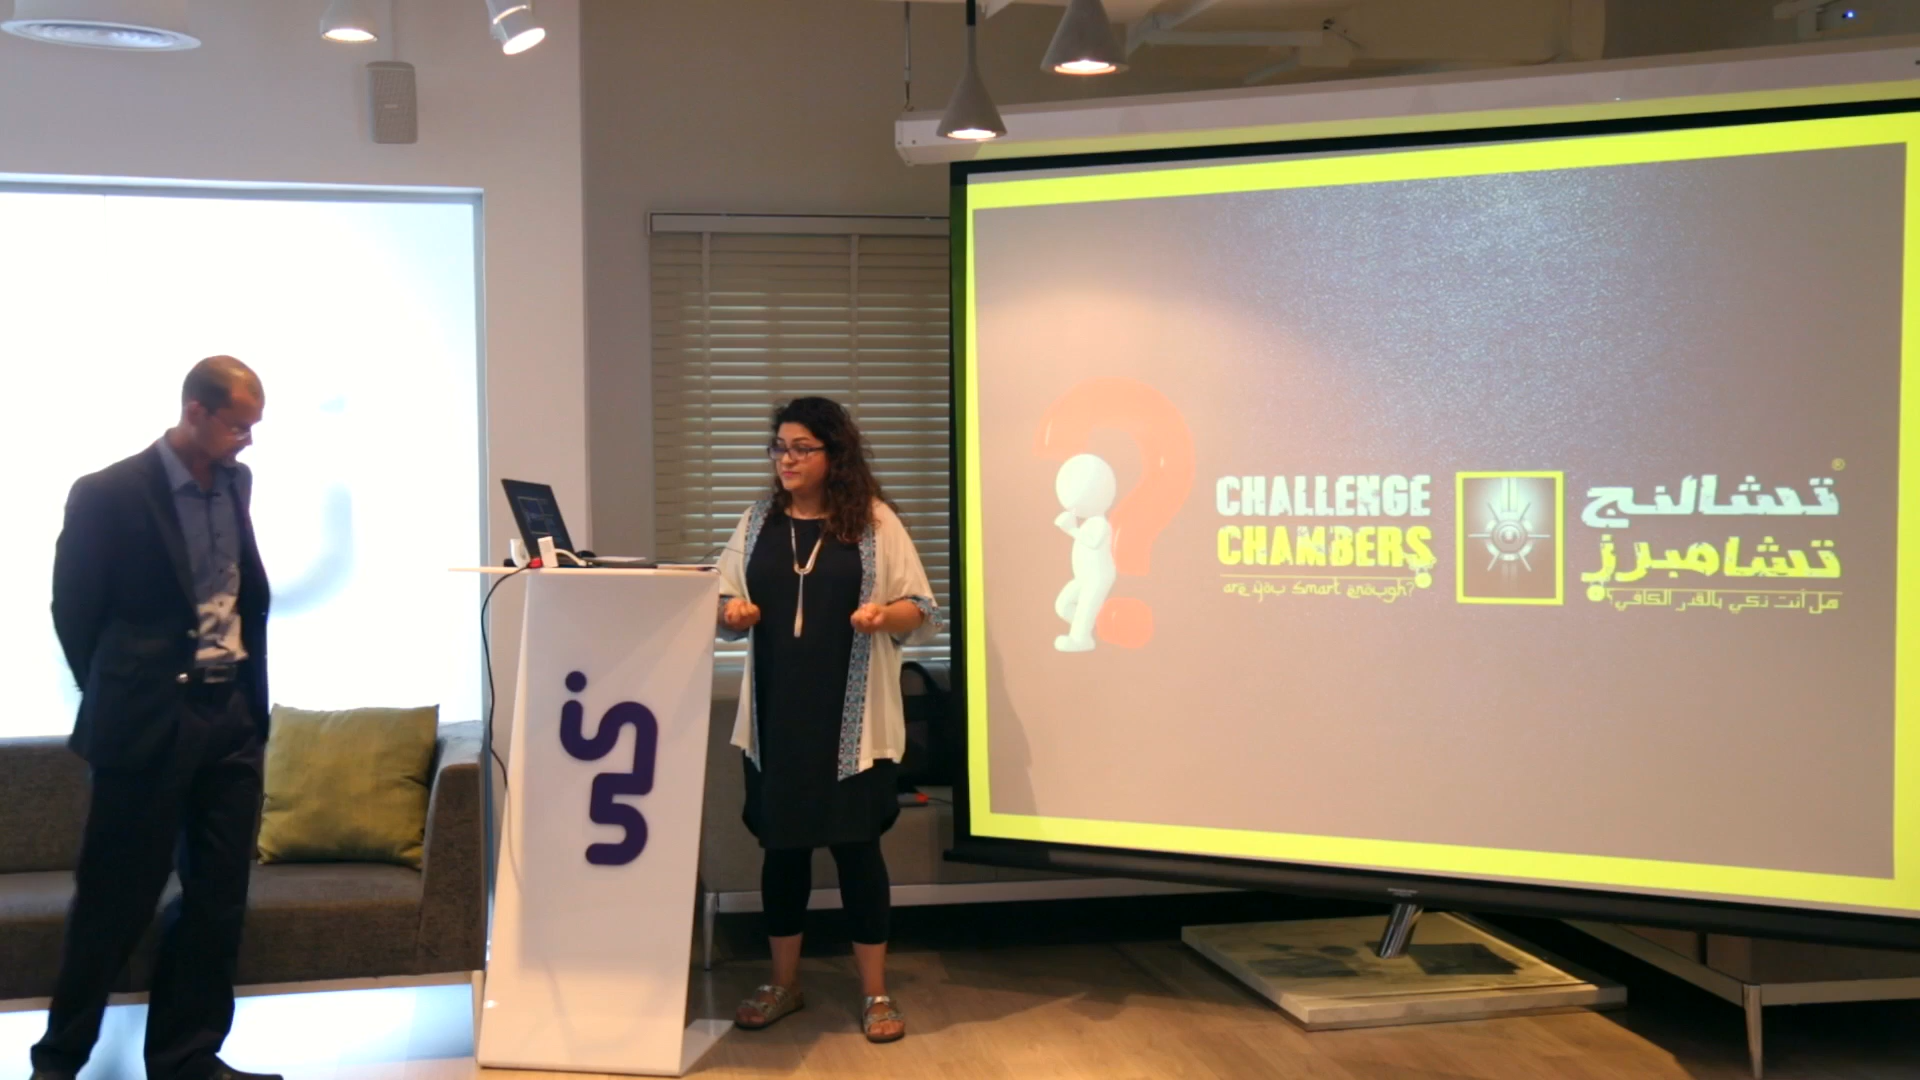 CHALLENGE
CHAMBERS
are you smart enough?
تشالنج ®
تشامبرز
هل أنت ذكي بالقدر الكافي؟